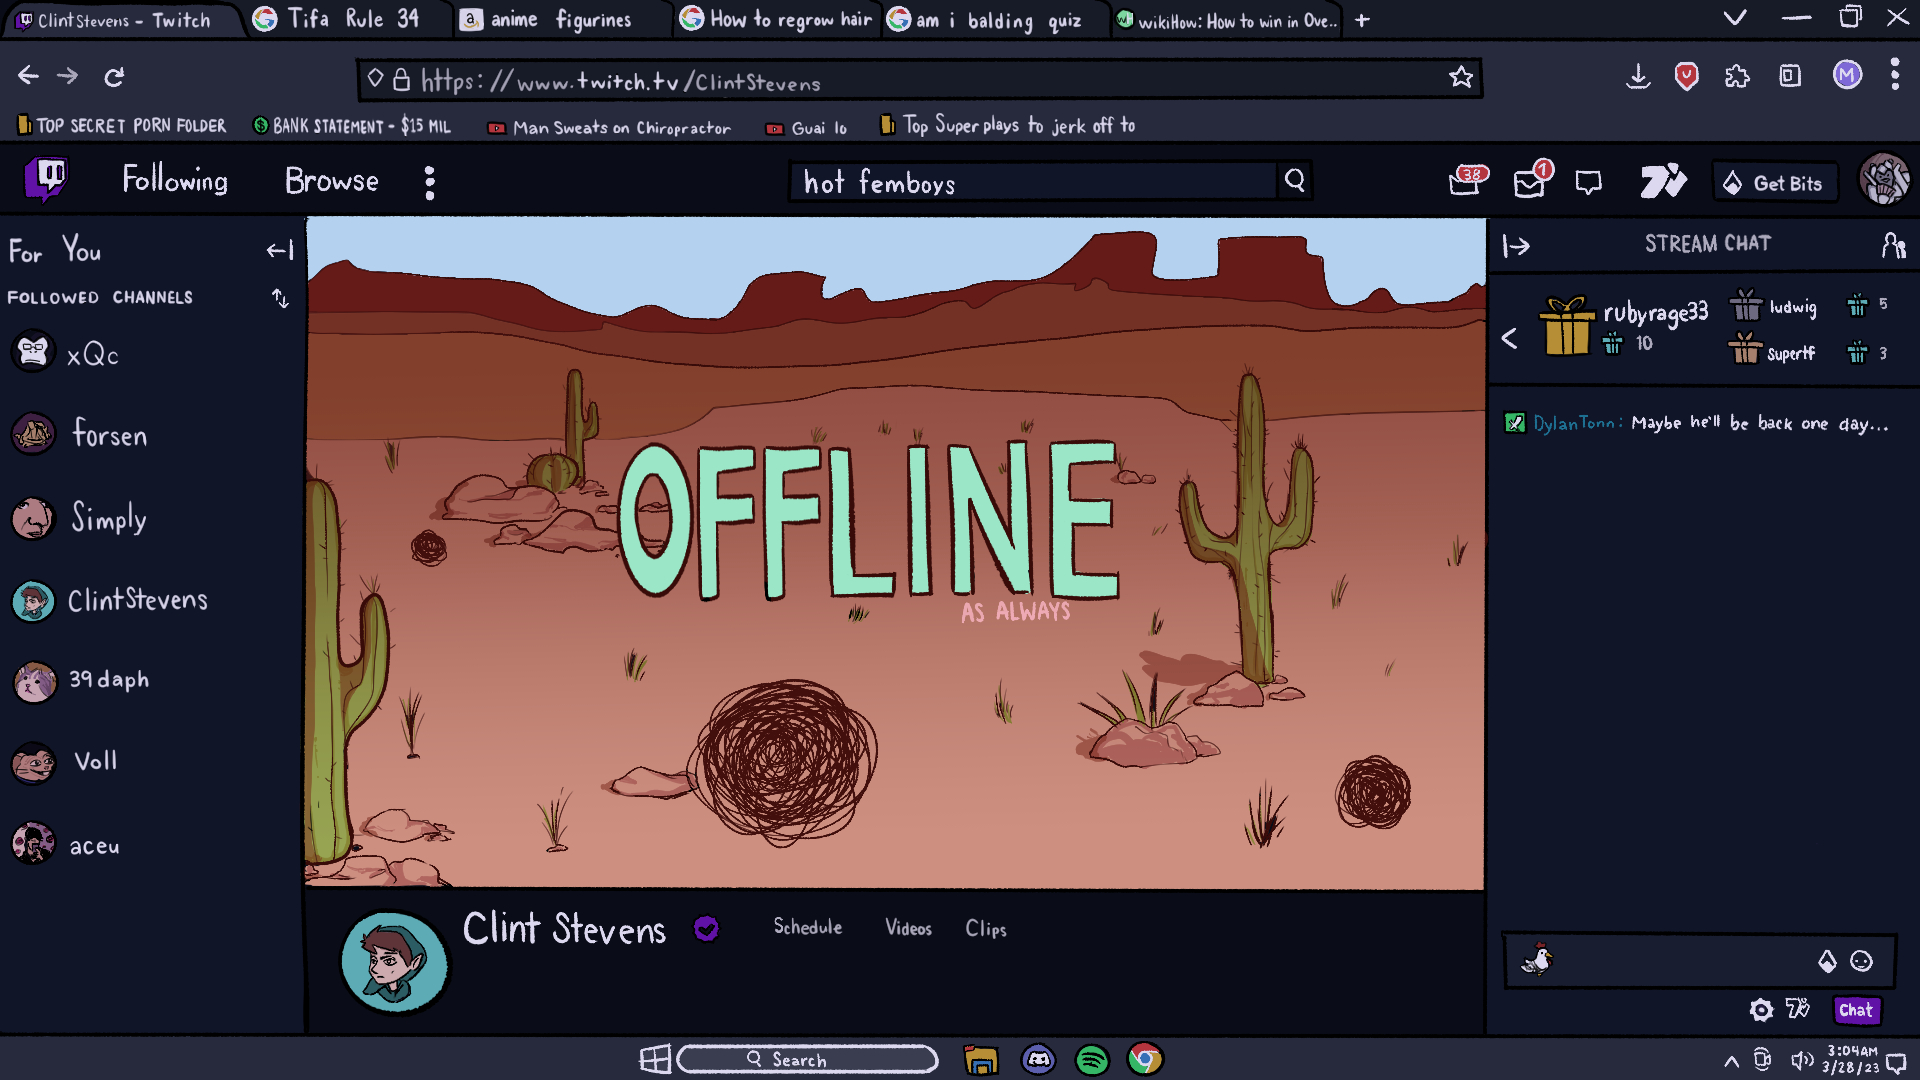 ClintStevens - Twitch
Tifa Rule 34
anime figurines
How to regrow hair
am i balding quiz
wikiHow: How to win in Ove..
https://www.twitch.tv/ClintStevens
TOP SECRET PORN FOLDER
BANK STATEMENT - $15 MIL
Man Sweats on Chiropractor
Guai lo
Top Super plays to jerk off to
Following
Browse
hot femboys
38
1
Get Bits
For You
FOLLOWED CHANNELS
xQc
forsen
Simply
ClintStevens
39daph
Voll
aceu
OFFLINE
AS ALWAYS
Clint Stevens
Schedule
Videos
Clips
STREAM CHAT
rubyrage33
10
ludwig 5
supertf 3
DylanTonn: Maybe he'll be back one day...
Chat
Search
3:04AM
3/28/23